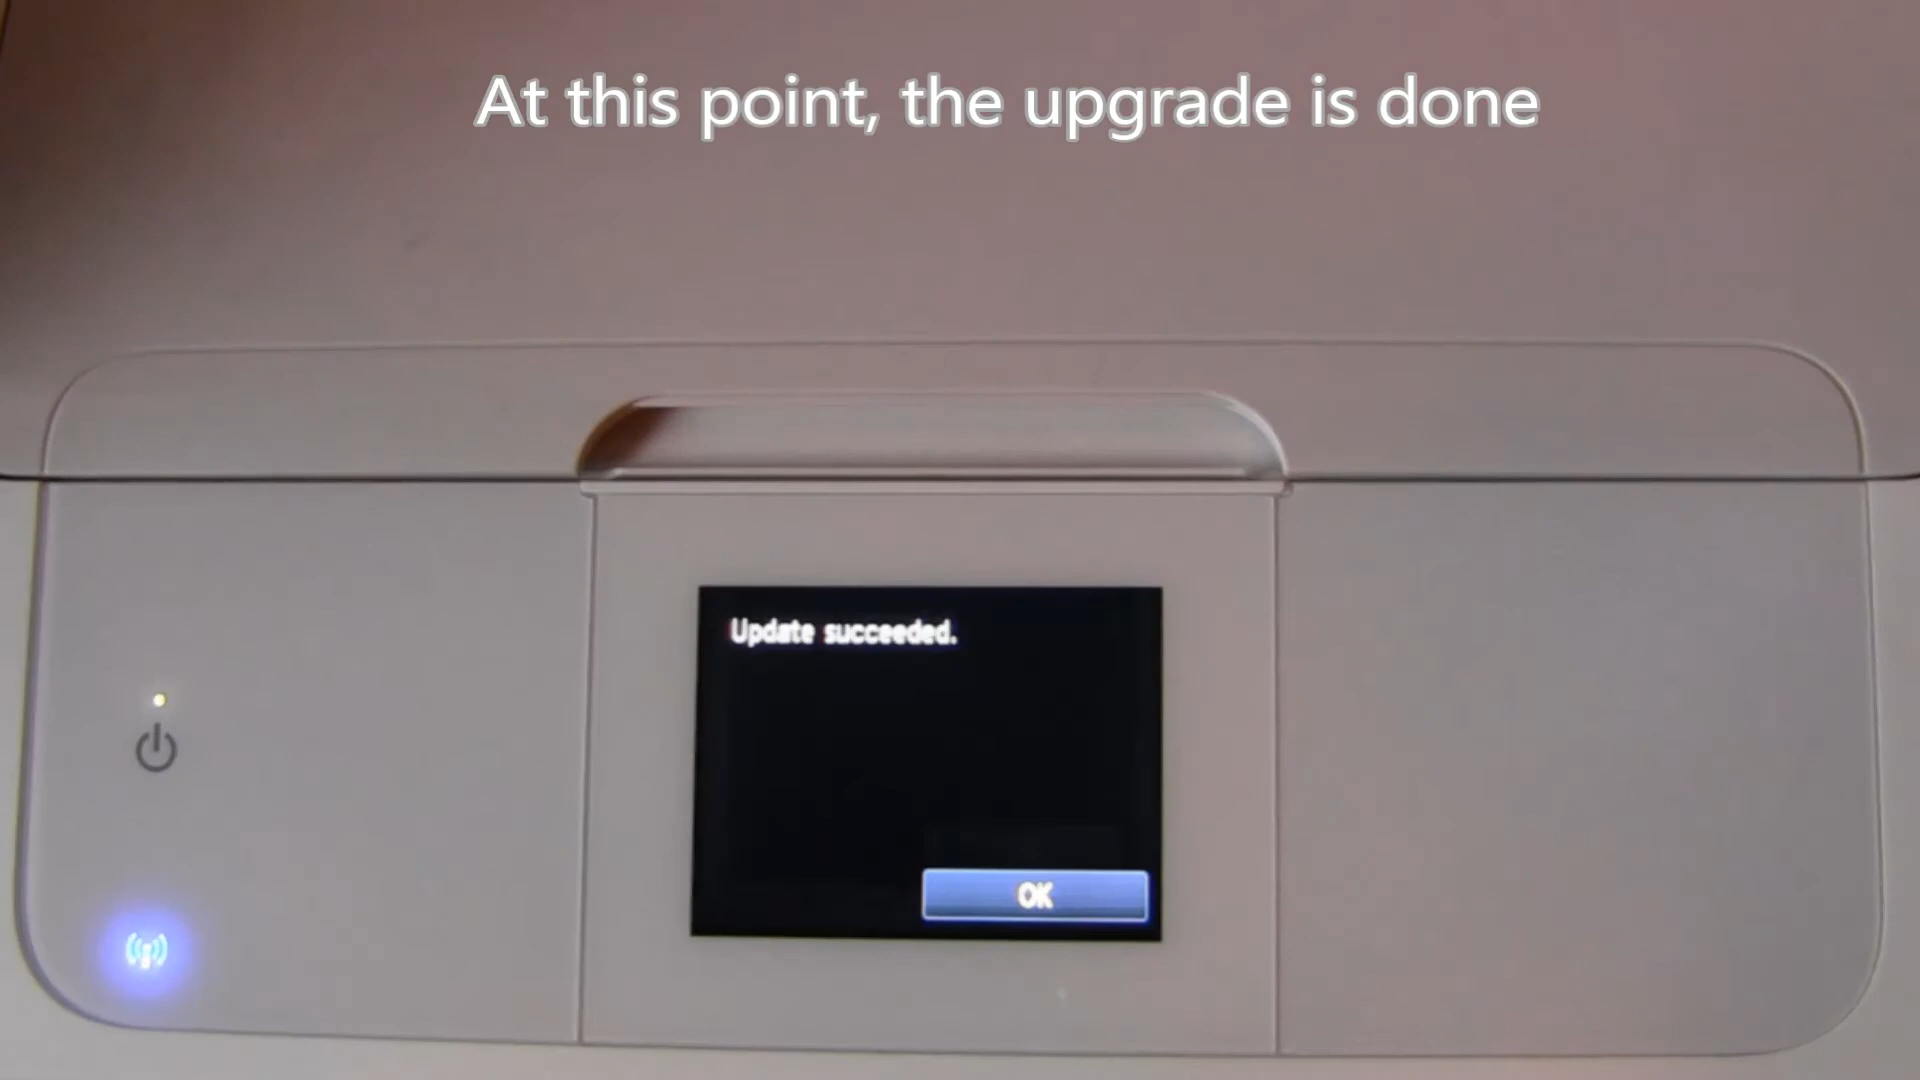 At this point, the upgrade is done
Update succeeded.
OK